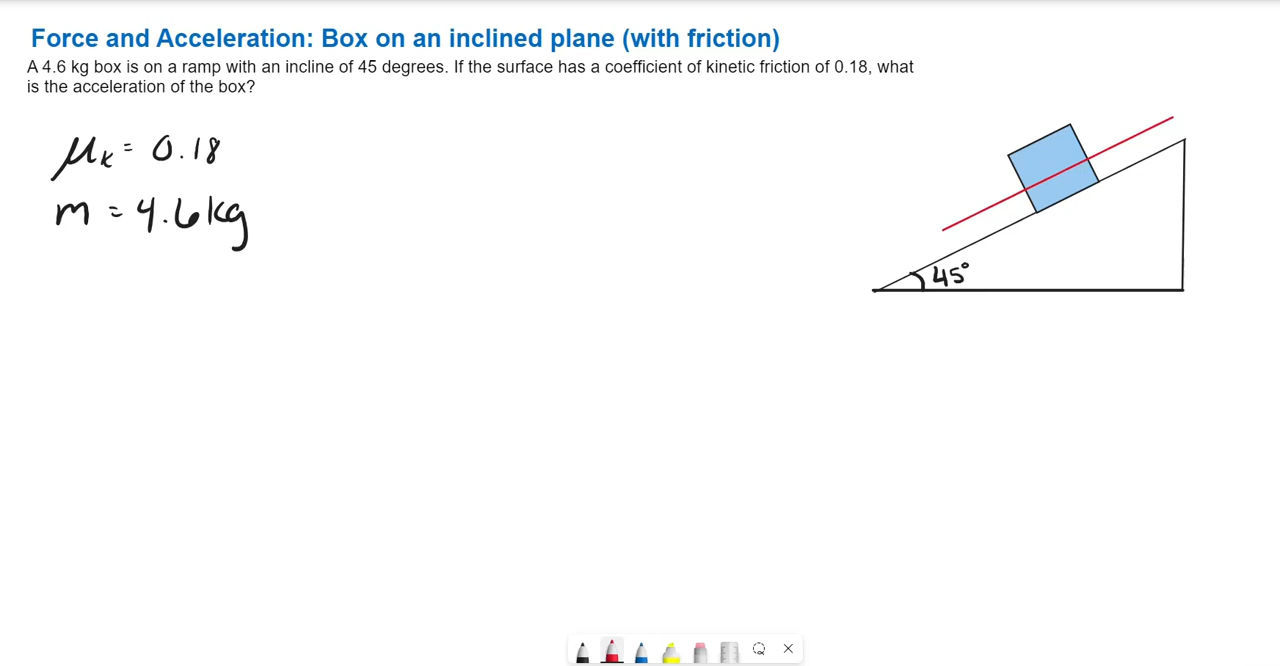 Force and Acceleration: Box on an inclined plane (with friction)
A 4.6 kg box is on a ramp with an incline of 45 degrees. If the surface has a coefficient of kinetic friction of 0.18, what
is the acceleration of the box?
μk = 0.18
m = 4.6kg
45°